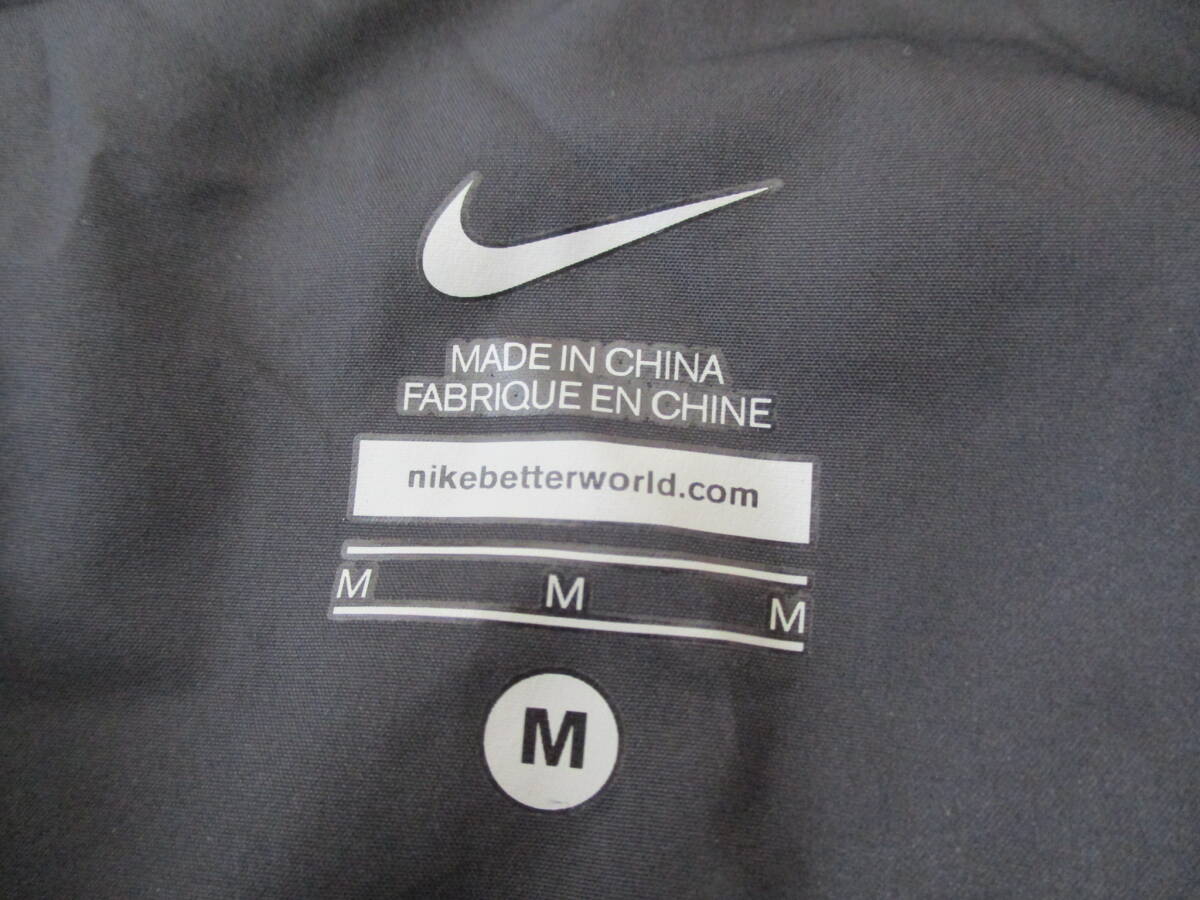 MADE IN CHINA
FABRIQUE EN CHINE
nikebetterworld.com
M M M
M